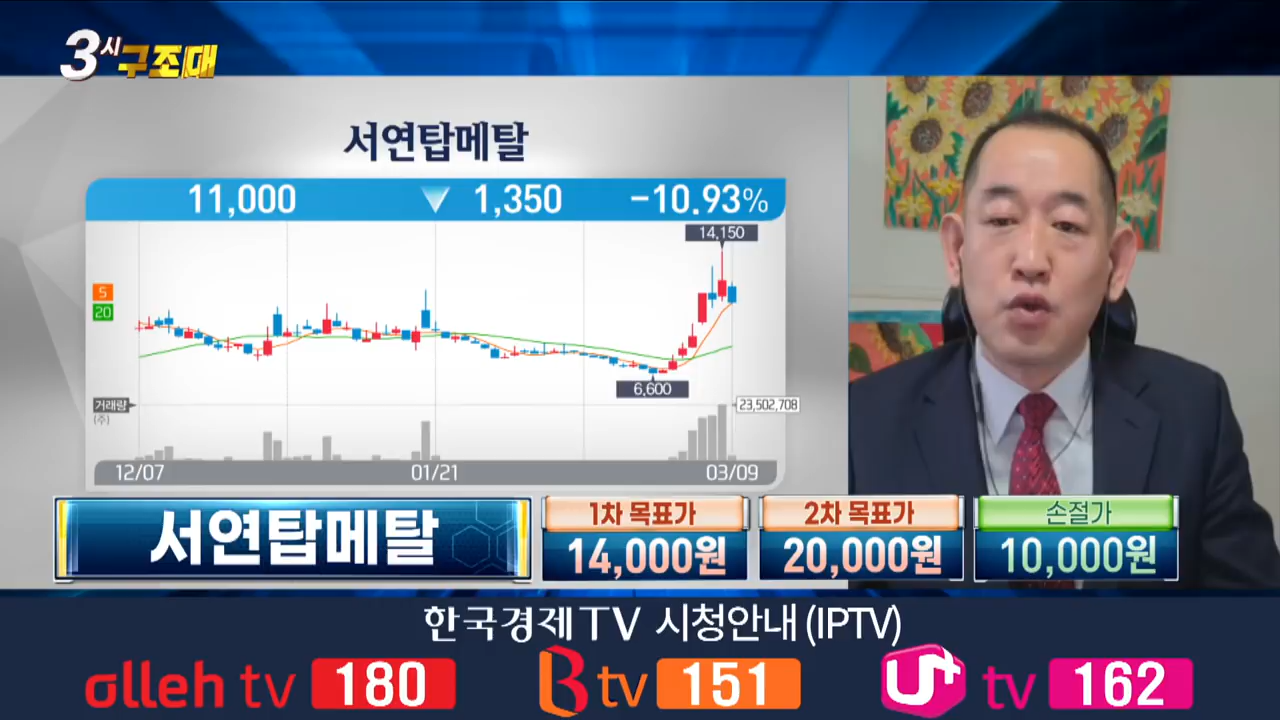 3시 구조대
서연탑메탈
11,000 ▼ 1,350 -10.93%
14,150
5
20
6,600
거래량
(주)
23,502,708
12/07 01/21 03/09
서연탑메탈
1차 목표가 2차 목표가 손절가
14,000원 20,000원 10,000원
한국경제TV 시청안내 (IPTV)
olleh tv 180 B tv 151 U+ tv 162